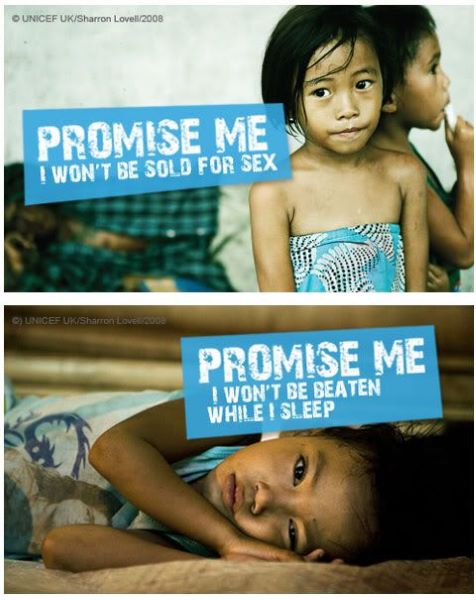 © UNICEF UK/Sharron Lovell/2008
PROMISE ME
I WON'T BE SOLD FOR SEX
© UNICEF UK/Sharron Lovell/2008
PROMISE ME
I WON'T BE BEATEN
WHILE I SLEEP